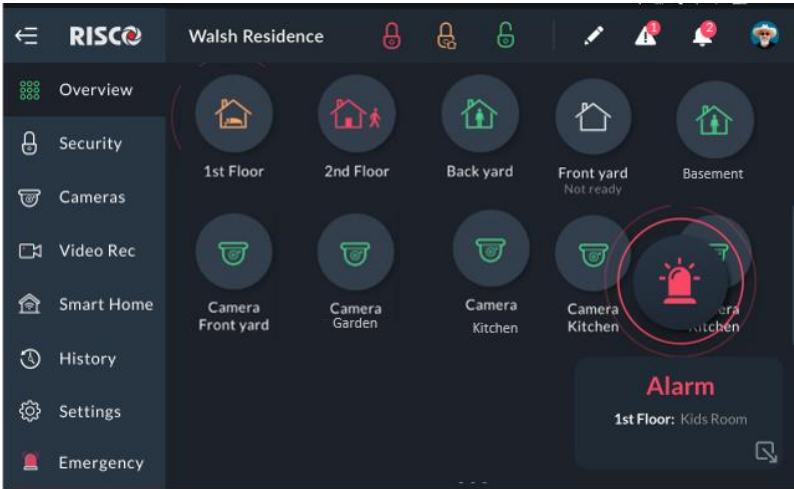 RISCO
Walsh Residence
1
2
Overview
Security
Cameras
Video Rec
Smart Home
History
Settings
Emergency
1st Floor
2nd Floor
Back yard
Front yard
Not ready
Basement
Camera
Front yard
Camera
Garden
Camera
Kitchen
Camera
Kitchen
Alarm
1st Floor: Kids Room